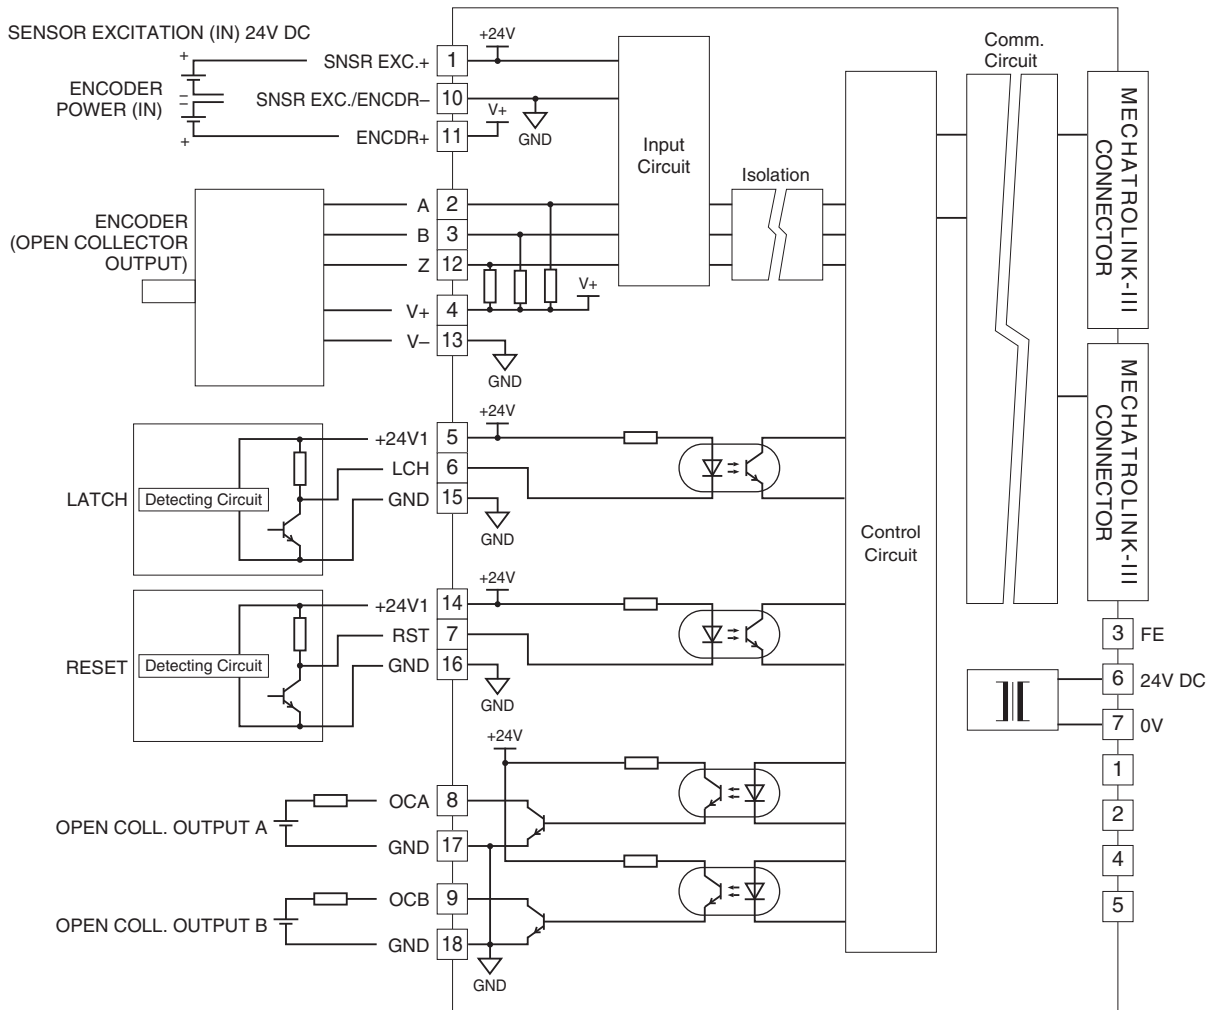 SENSOR EXCITATION (IN) 24V DC
+
ENCODER
POWER (IN)
–
–
+
SNSR EXC.+
1
+24V
SNSR EXC./ENCDR–
10
GND
ENCDR+
11
V+
Input
Circuit
Isolation
Comm.
Circuit
MECHATROLINK-III
CONNECTOR
ENCODER
(OPEN COLLECTOR
OUTPUT)
A
2
B
3
Z
12
V+
4
V+
V–
13
GND
MECHATROLINK-III
CONNECTOR
LATCH
Detecting Circuit
+24V1
5
+24V
LCH
6
GND
15
GND
Control
Circuit
RESET
Detecting Circuit
+24V1
14
+24V
RST
7
GND
16
GND
3
FE
6
24V DC
7
0V
1
2
4
5
+24V
OPEN COLL. OUTPUT A
OCA
8
GND
17
OPEN COLL. OUTPUT B
OCB
9
GND
18
GND